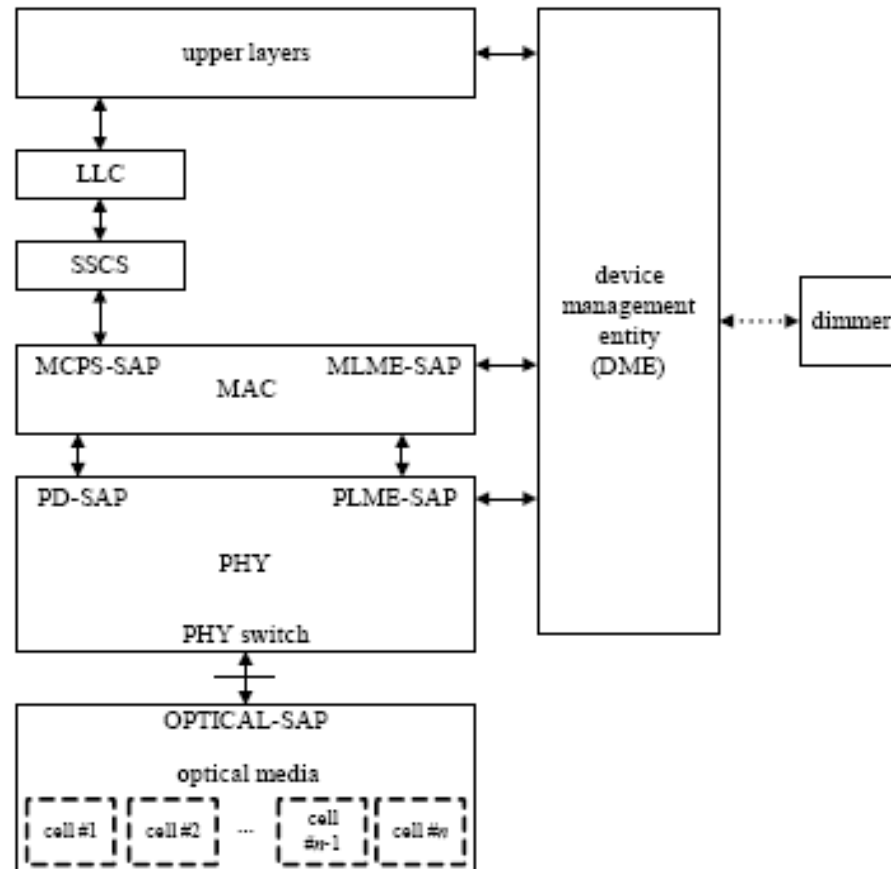 upper layers
LLC
SSCS
MCPS-SAP MLME-SAP
MAC
PD-SAP PLME-SAP
PHY
PHY switch
OPTICAL-SAP
optical media
cell #1 cell #2 ... cell
#n-1 cell #n
device
management
entity
(DME)
dimmer